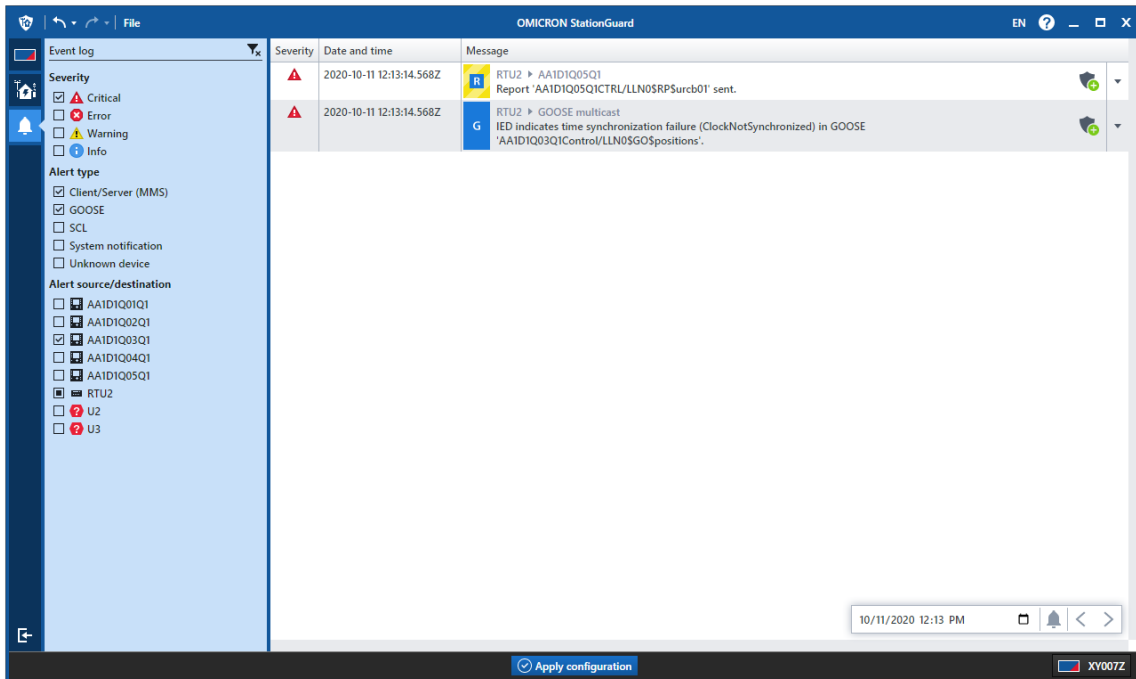 File
OMICRON StationGuard
EN
Event log
Severity
Critical
Error
Warning
Info
Alert type
Client/Server (MMS)
GOOSE
SCL
System notification
Unknown device
Alert source/destination
AA1D1Q01Q1
AA1D1Q02Q1
AA1D1Q03Q1
AA1D1Q04Q1
AA1D1Q05Q1
RTU2
U2
U3
Severity Date and time Message
2020-10-11 12:13:14.568Z
R
RTU2 ▸ AA1D1Q05Q1
Report 'AA1D1Q05Q1CTRL/LLN0$RP$urcb01' sent.
2020-10-11 12:13:14.568Z
G
RTU2 ▸ GOOSE multicast
IED indicates time synchronization failure (ClockNotSynchronized) in GOOSE
'AA1D1Q03Q1Control/LLN0$GO$positions'.
10/11/2020 12:13 PM
Apply configuration
XY007Z